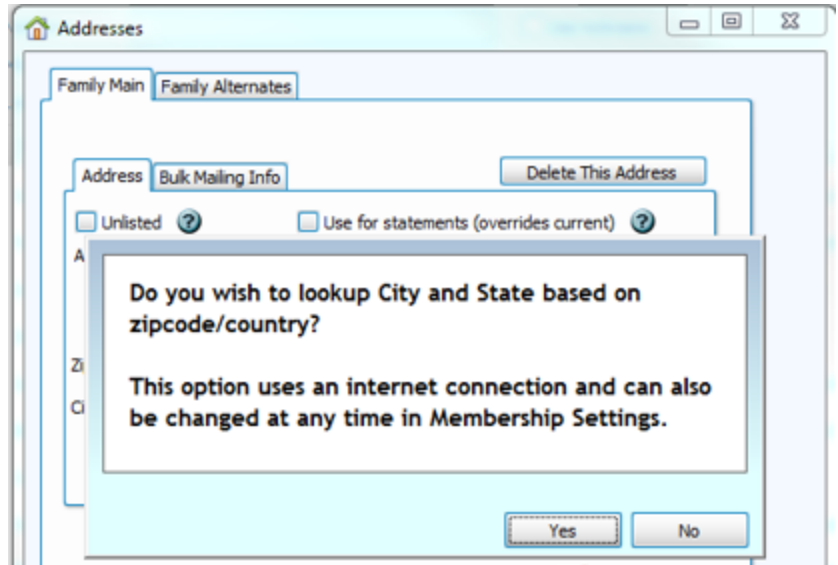 Addresses
Family Main Family Alternates
Address Bulk Mailing Info Delete This Address
Unlisted ? Use for statements (overrides current) ?
Do you wish to lookup City and State based on
zipcode/country?
This option uses an internet connection and can also
be changed at any time in Membership Settings.
Yes No